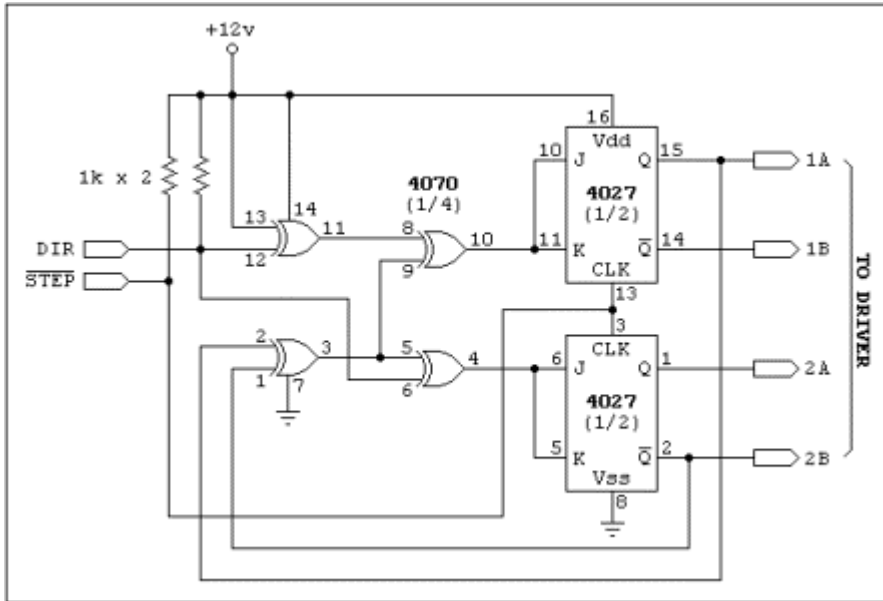 +12v
16
Vdd
10
J
Q
15
1A
1k x 2
4070
(1/4)
4027
(1/2)
13
14
11
8
DIR
12
9
10
11
K
Q
14
1B
STEP
CLK
13
TO DRIVER
3
CLK
2
3
5
4
6
J
Q
1
2A
1
7
6
4027
(1/2)
5
K
Q
2
2B
Vss
8